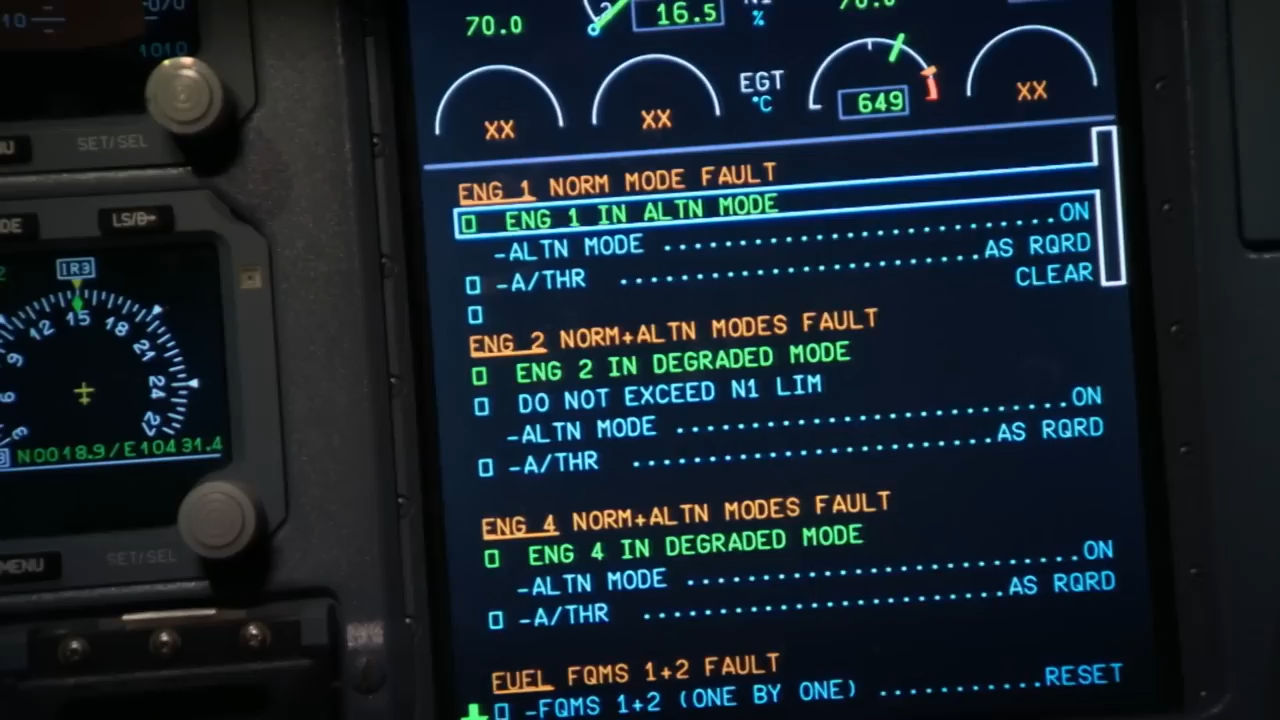 70.0
16.5
%
1010
SET/SEL
EGT
°C
XX
XX
649
XX
LS/
IR3
12
15
18
21
24
9
N0018.9/E10431.4
SET/SEL
MENU
ENG 1 NORM MODE FAULT
ENG 1 IN ALTN MODE
-ALTN MODE ..............................ON
-A/THR ...........................AS RQRD
CLEAR
ENG 2 NORM+ALTN MODES FAULT
ENG 2 IN DEGRADED MODE
DO NOT EXCEED N1 LIM
-ALTN MODE ..............................ON
-A/THR ...........................AS RQRD
ENG 4 NORM+ALTN MODES FAULT
ENG 4 IN DEGRADED MODE
-ALTN MODE ..............................ON
-A/THR ...........................AS RQRD
FUEL FQMS 1+2 FAULT
-FQMS 1+2 (ONE BY ONE) ...........RESET